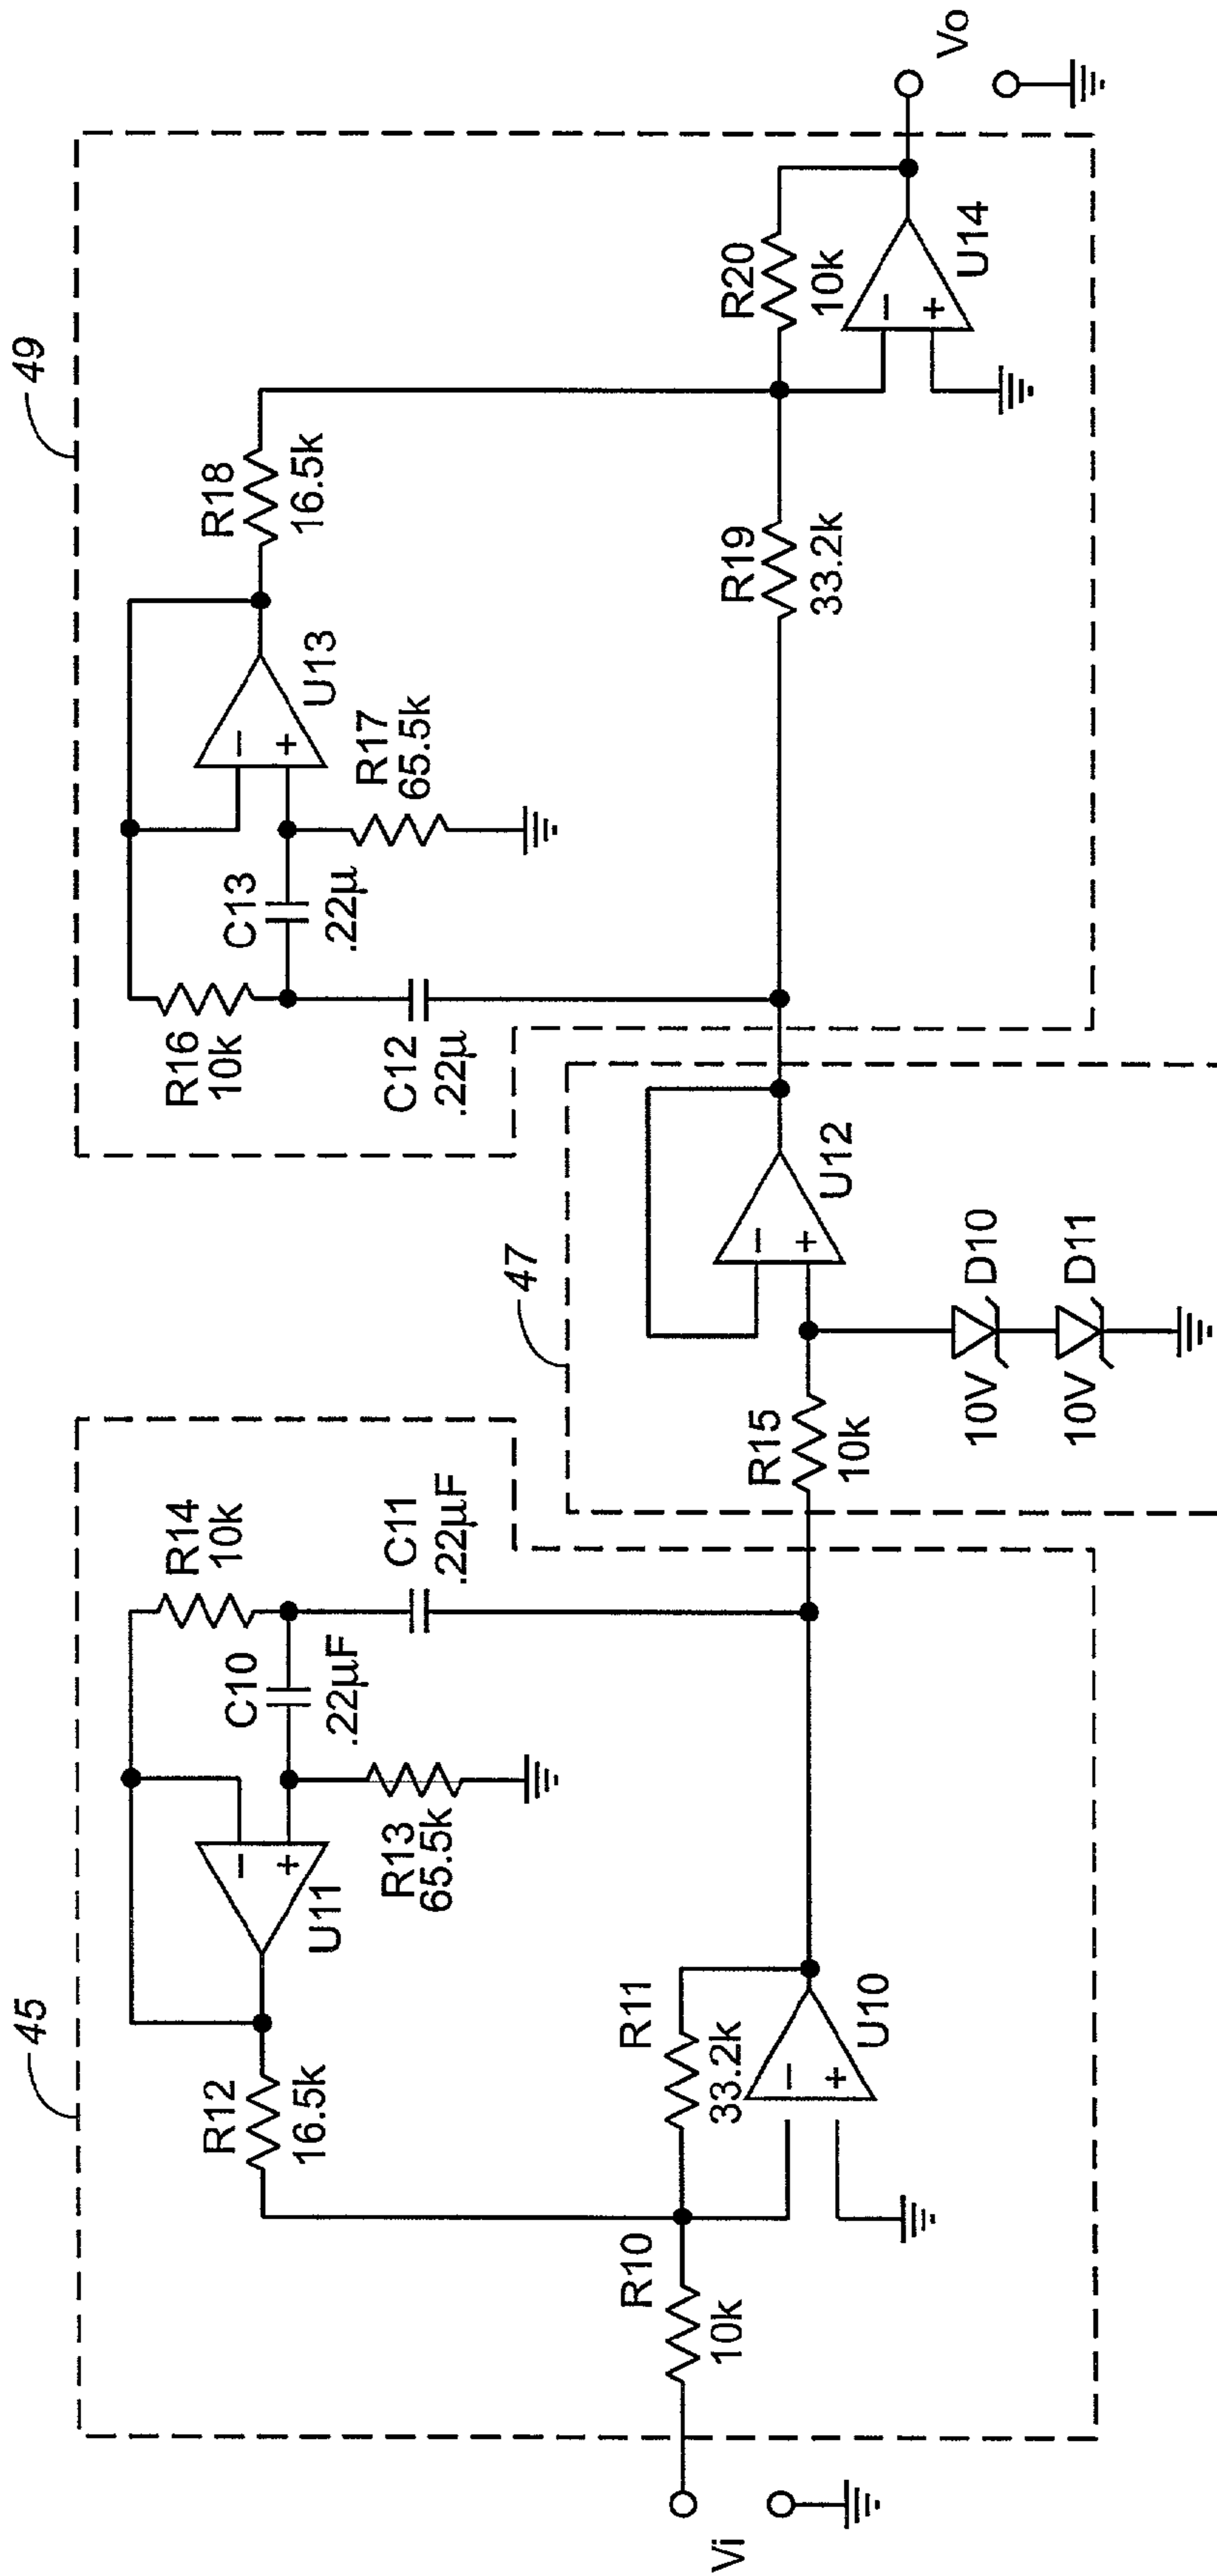 45
R12
16.5k
U11
−
+
R14
10k
C10
.22µF
R13
65.5k
C11
.22µF
Vi
R10
10k
R11
33.2k
−
+
U10
47
R15
10k
−
+
U12
10V
D10
10V
D11
49
R16
10k
C13
.22µ
C12
.22µ
−
+
U13
R17
65.5k
R18
16.5k
R19
33.2k
R20
10k
−
+
U14
Vo